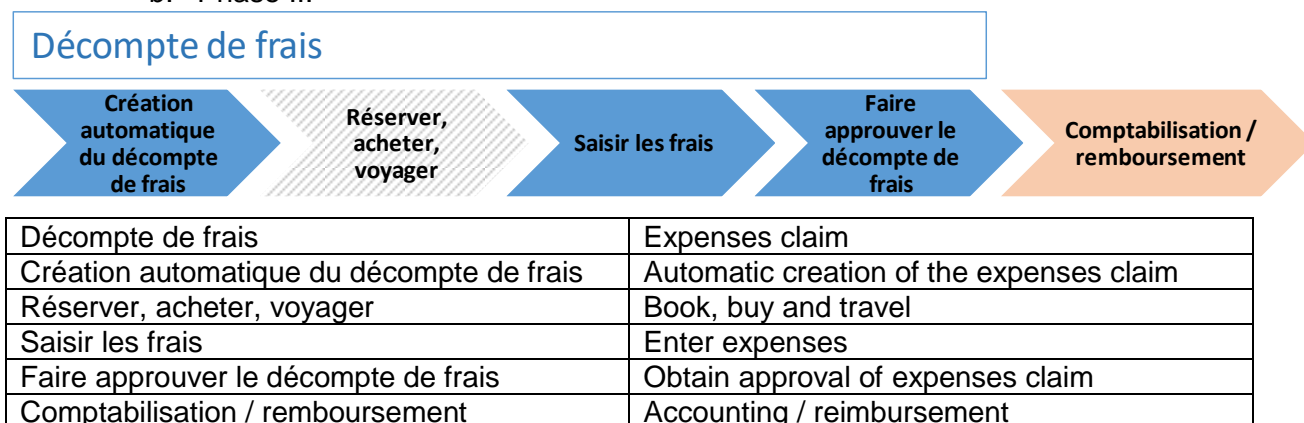 Décompte de frais
Création
automatique
du décompte
de frais
Réserver,
acheter,
voyager
Saisir les frais
Faire
approuver le
décompte de
frais
Comptabilisation /
remboursement
Décompte de frais Expenses claim
Création automatique du décompte de frais Automatic creation of the expenses claim
Réserver, acheter, voyager Book, buy and travel
Saisir les frais Enter expenses
Faire approuver le décompte de frais Obtain approval of expenses claim
Comptabilisation / remboursement Accounting / reimbursement